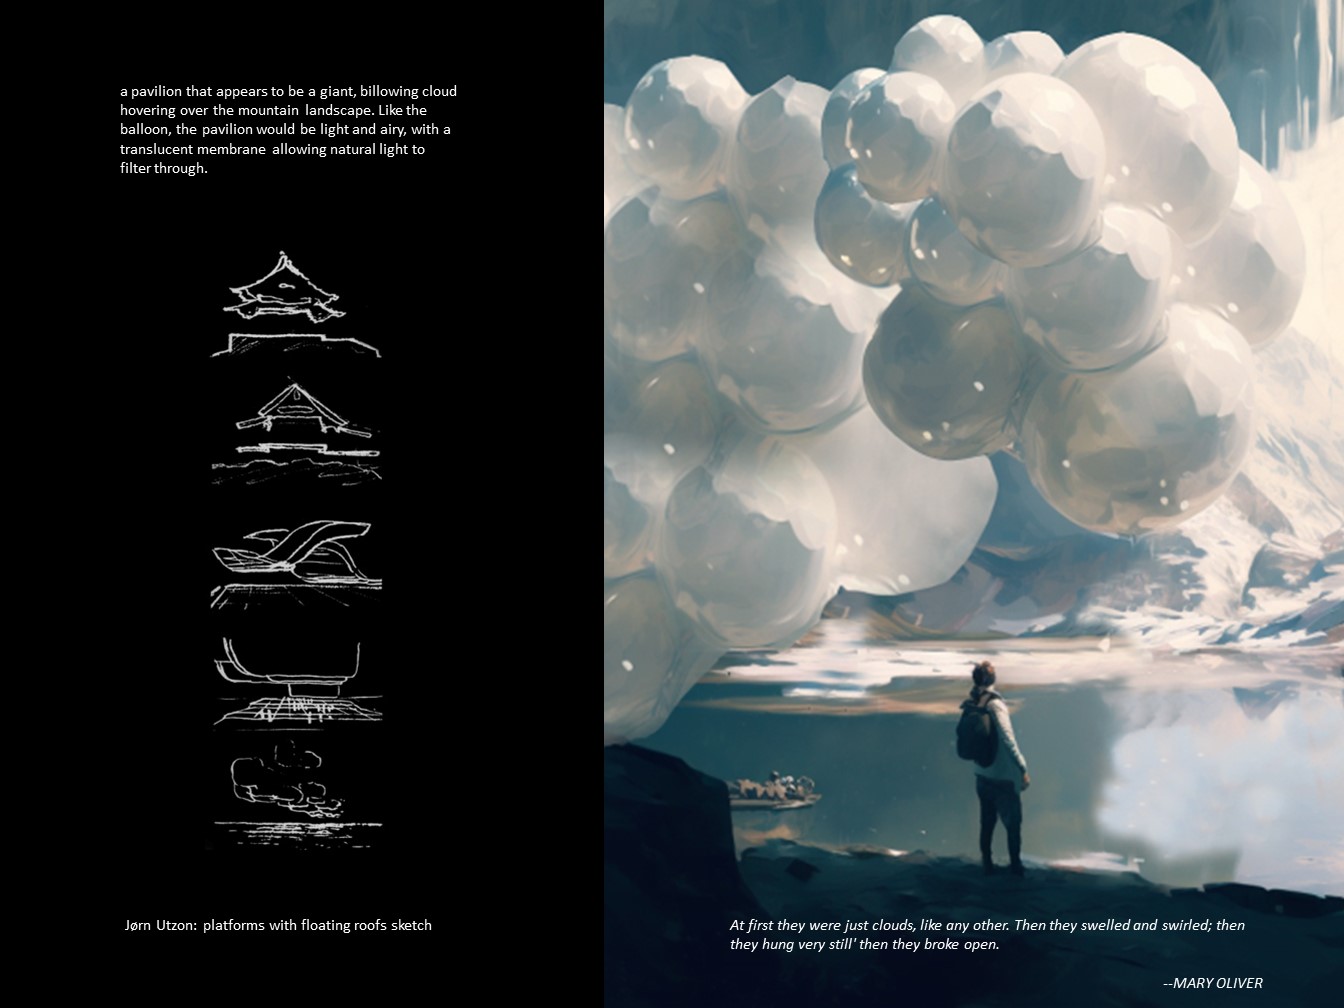 a pavilion that appears to be a giant, billowing cloud
hovering over the mountain landscape. Like the
balloon, the pavilion would be light and airy, with a
translucent membrane allowing natural light to
filter through.
Jørn Utzon: platforms with floating roofs sketch
At first they were just clouds, like any other. Then they swelled and swirled; then
they hung very still' then they broke open.
--MARY OLIVER